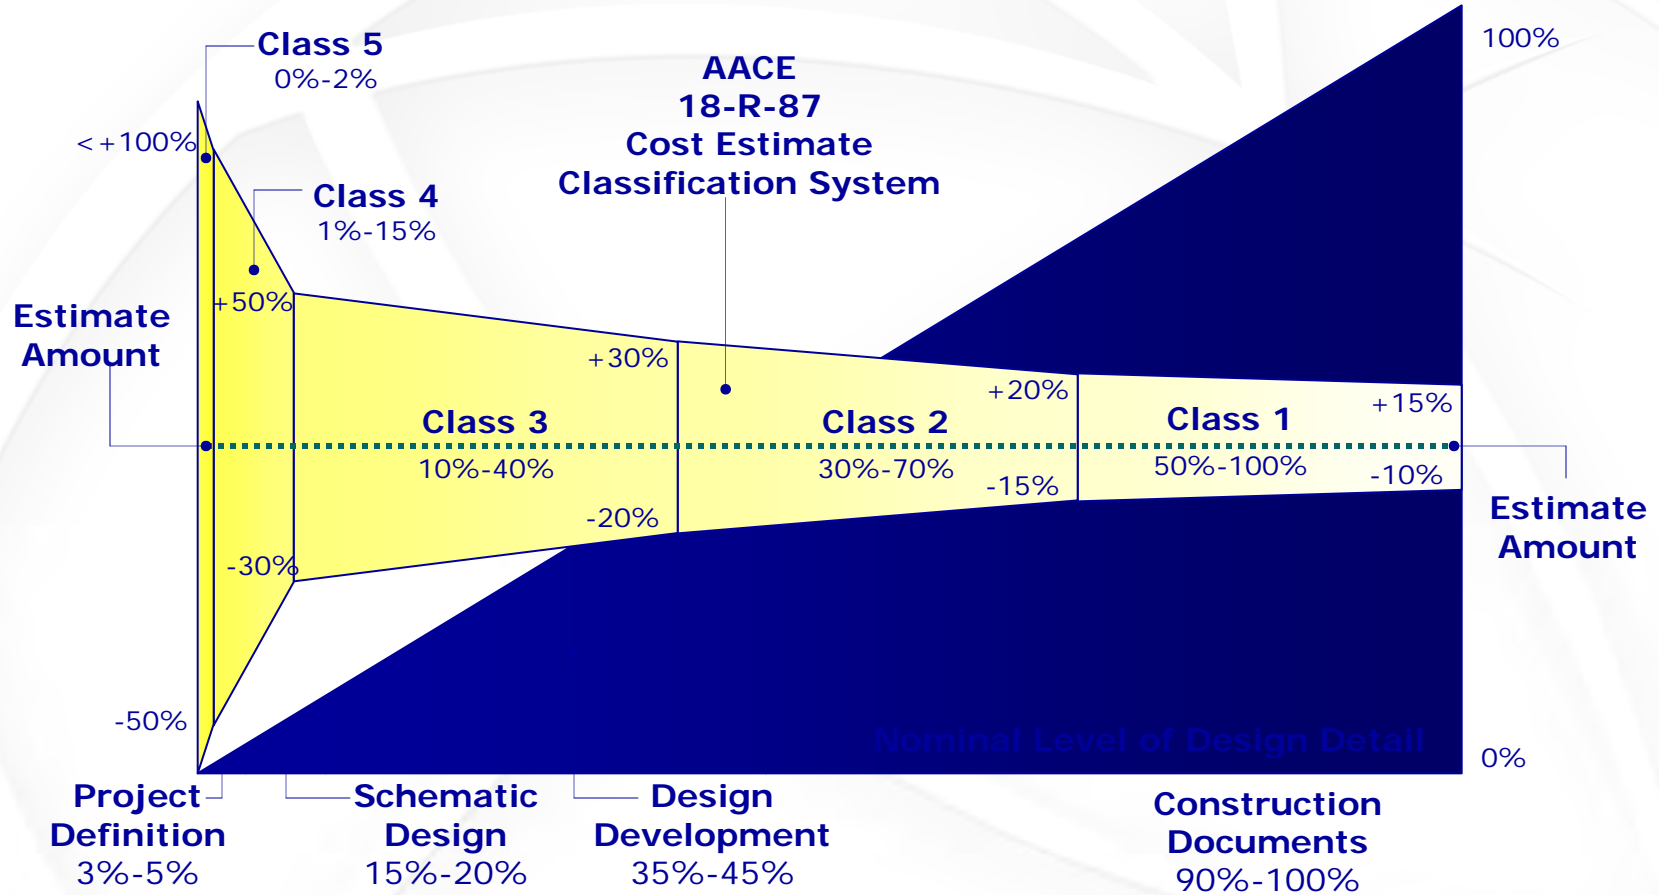 Class 5
0%-2%
AACE
18-R-87
Cost Estimate
Classification System
100%
<+100%
Class 4
1%-15%
+50%
Estimate
Amount
+30%
+20%
+15%
Class 3
10%-40%
Class 2
30%-70%
Class 1
50%-100%
-10%
-15%
-20%
Estimate
Amount
-30%
-50%
Nominal Level of Design Detail
0%
Project
Definition
3%-5%
Schematic
Design
15%-20%
Design
Development
35%-45%
Construction
Documents
90%-100%